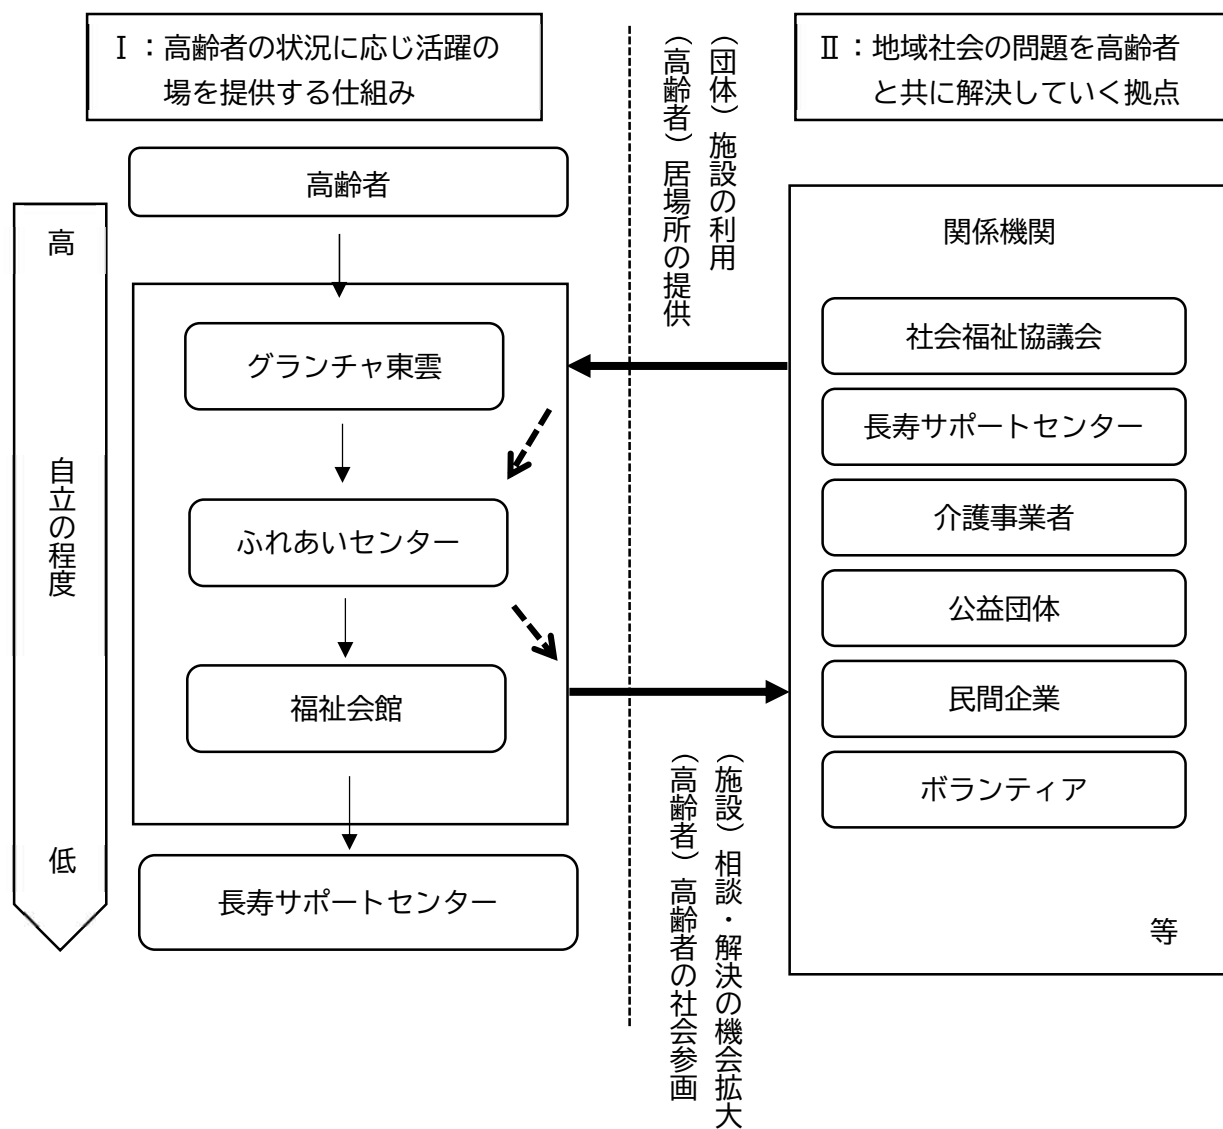 Ⅰ：高齢者の状況に応じ活躍の
場を提供する仕組み
高齢者
高
自立の程度
低
グランチャ東雲
ふれあいセンター
福祉会館
長寿サポートセンター
（団体）施設の利用
（高齢者）居場所の提供
（施設）相談・解決の機会拡大
（高齢者）高齢者の社会参画
Ⅱ：地域社会の問題を高齢者
と共に解決していく拠点
関係機関
社会福祉協議会
長寿サポートセンター
介護事業者
公益団体
民間企業
ボランティア
等